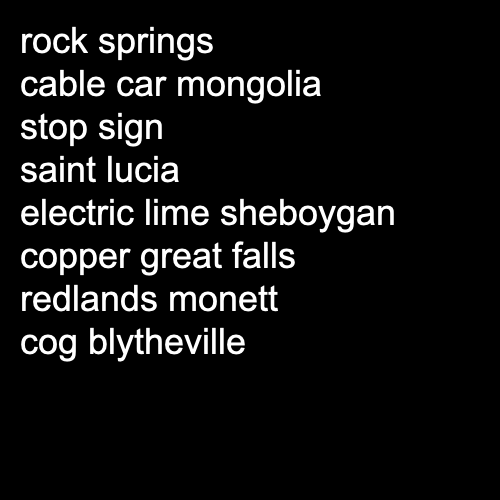 rock springs
cable car mongolia
stop sign
saint lucia
electric lime sheboygan
copper great falls
redlands monett
cog blytheville